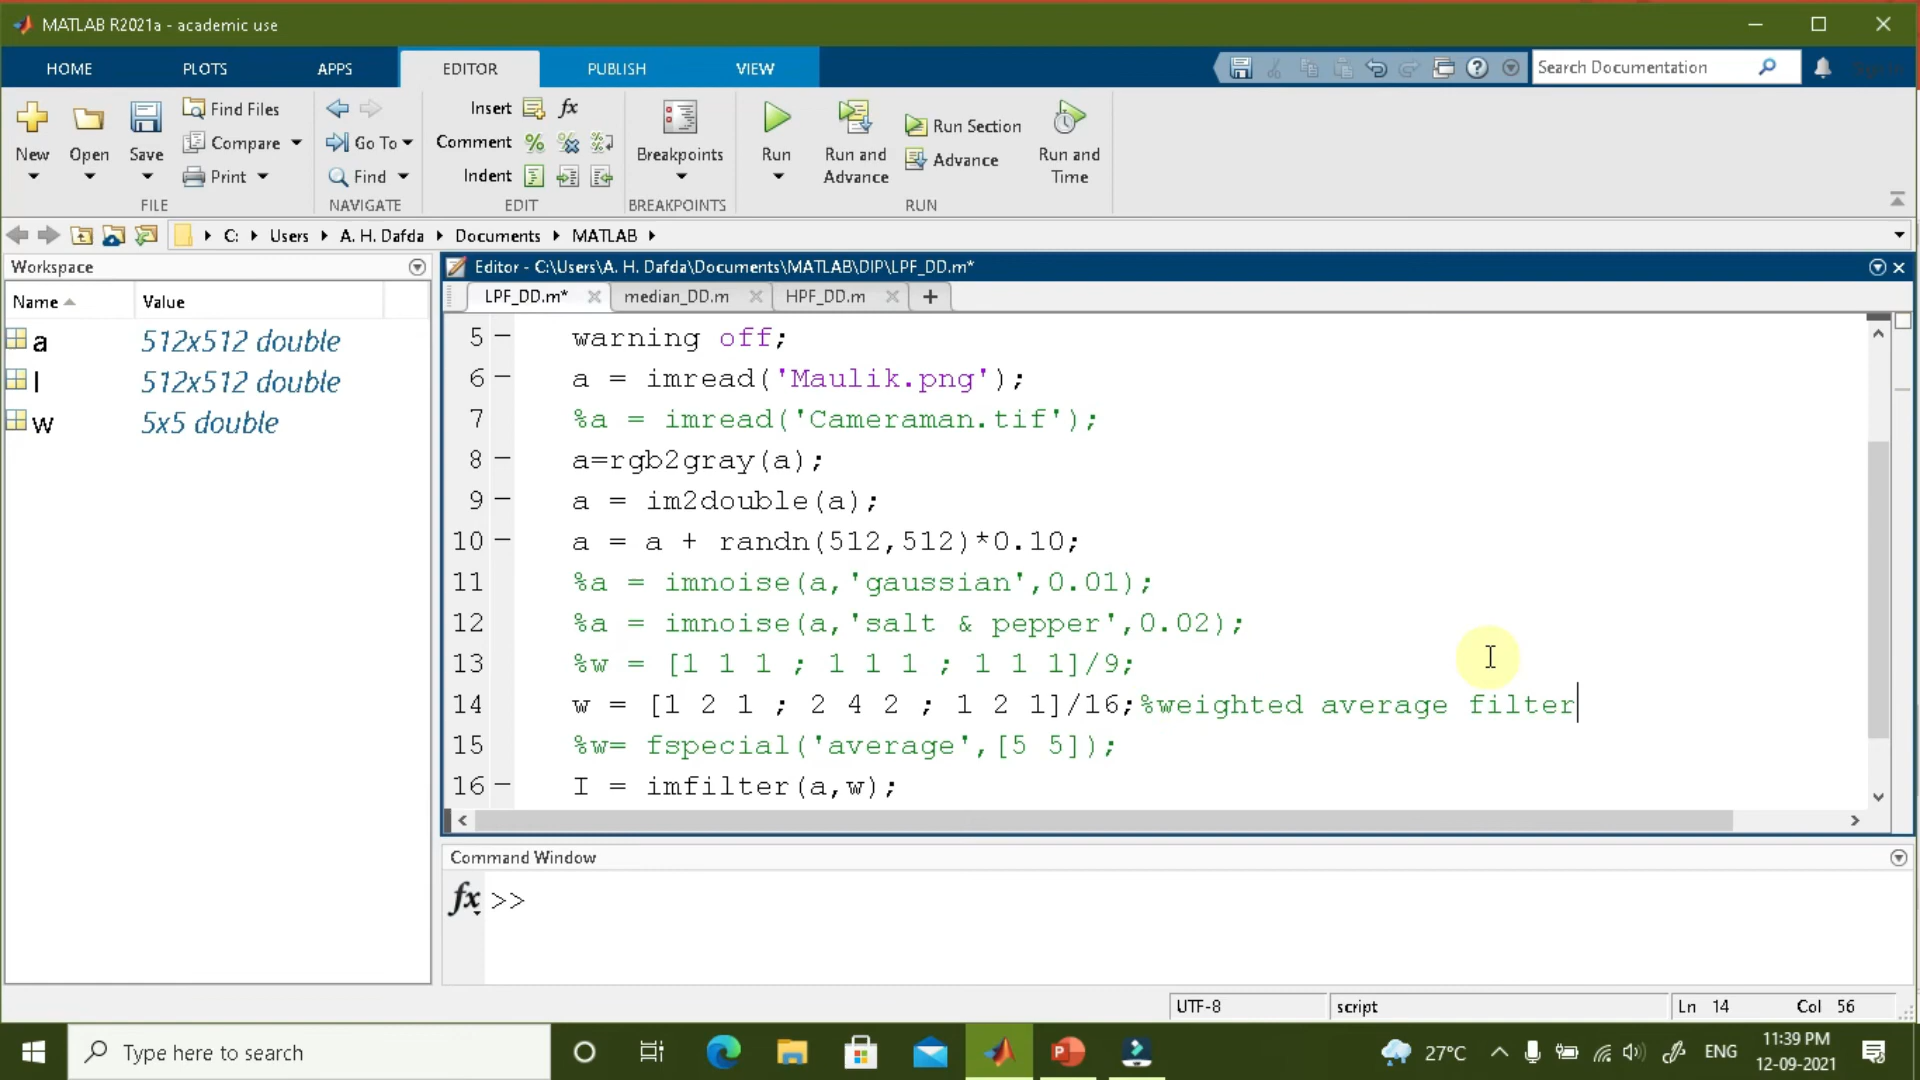 MATLAB R2021a - academic use
HOME PLOTS APPS EDITOR PUBLISH VIEW Search Documentation
New Open Save Find Files Compare Print FILE
Go To Find NAVIGATE
Insert fx Comment Indent EDIT
Breakpoints BREAKPOINTS
Run Run and Advance Run Section Advance Run and Time RUN
C: Users A. H. Dafda Documents MATLAB
Workspace
Name Value
a 512x512 double
I 512x512 double
w 5x5 double
Editor - C:\Users\A. H. Dafda\Documents\MATLAB\DIP\LPF_DD.m*
LPF_DD.m* median_DD.m HPF_DD.m
5 - warning off;
6 - a = imread('Maulik.png');
7 %a = imread('Cameraman.tif');
8 - a=rgb2gray(a);
9 - a = im2double(a);
10 - a = a + randn(512,512)*0.10;
11 %a = imnoise(a,'gaussian',0.01);
12 %a = imnoise(a,'salt & pepper',0.02);
13 %w = [1 1 1 ; 1 1 1 ; 1 1 1]/9;
14 w = [1 2 1 ; 2 4 2 ; 1 2 1]/16;%weighted average filter
15 %w= fspecial('average',[5 5]);
16 - I = imfilter(a,w);
Command Window
fx >>
UTF-8 script Ln 14 Col 56
Type here to search 27°C ENG 11:39 PM
12-09-2021